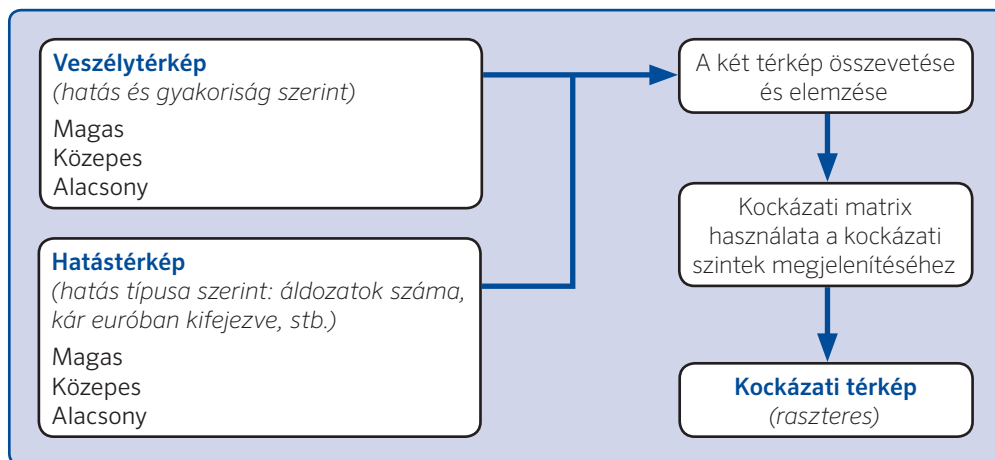 Veszélytérkép
(hatás és gyakoriság szerint)
Magas
Közepes
Alacsony
Hatástérkép
(hatás típusa szerint: áldozatok száma,
kár euróban kifejezve, stb.)
Magas
Közepes
Alacsony
A két térkép összevetése
és elemzése
Kockázati matrix
használata a kockázati
szintek megjelenítéséhez
Kockázati térkép
(raszteres)